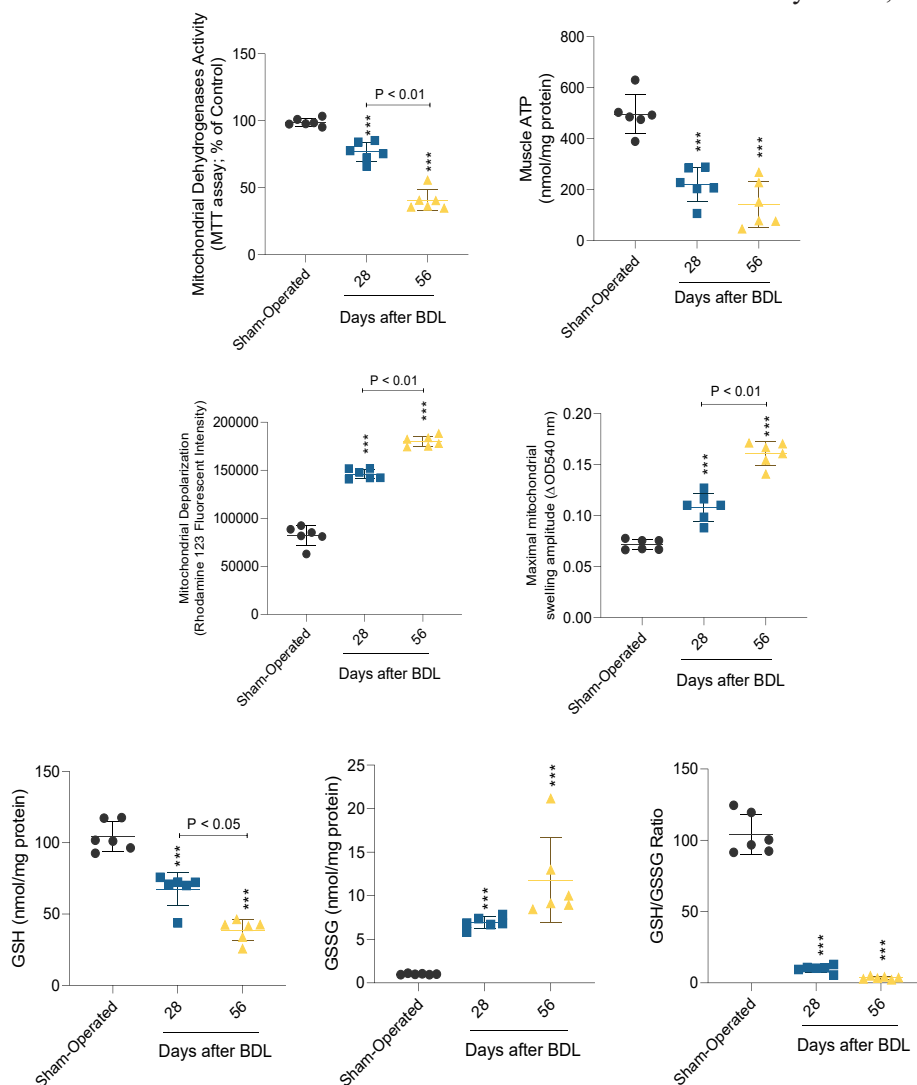 Mitochondrial Dehydrogenases Activity
(MTT assay; % of Control)
150
100
50
0
P < 0.01
***
***
Sham-Operated
28
56
Days after BDL
Muscle ATP
(nmol/mg protein)
800
600
400
200
0
***
***
Sham-Operated
28
56
Days after BDL
Mitochondrial Depolarization
(Rhodamine 123 Fluorescent Intensity)
200000
150000
100000
50000
0
P < 0.01
***
***
Sham-Operated
28
56
Days after BDL
Maximal mitochondrial
swelling amplitude (ΔOD540 nm)
0.20
0.15
0.10
0.05
0.00
P < 0.01
***
***
Sham-Operated
28
56
Days after BDL
GSH (nmol/mg protein)
150
100
50
0
P < 0.05
***
***
Sham-Operated
28
56
Days after BDL
GSSG (nmol/mg protein)
25
20
15
10
5
0
***
***
Sham-Operated
28
56
Days after BDL
GSH/GSSG Ratio
150
100
50
0
***
***
Sham-Operated
28
56
Days after BDL